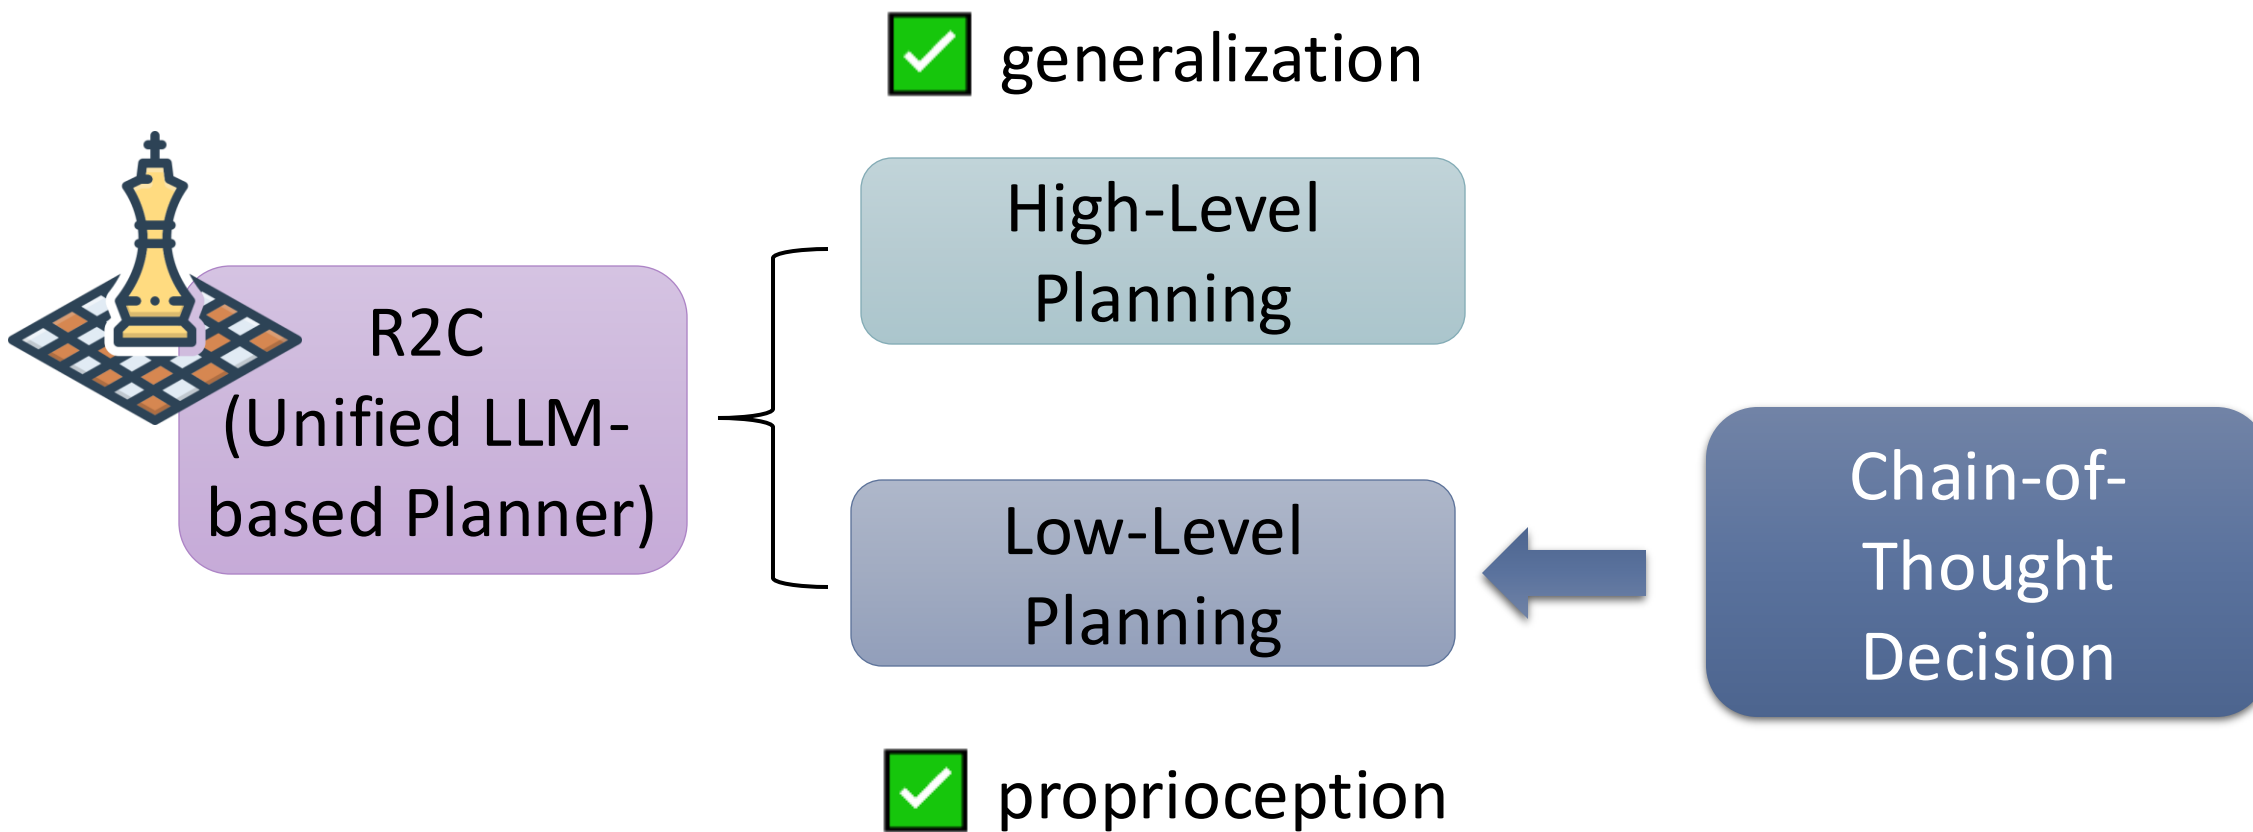 generalization
High-Level
Planning
R2C
(Unified LLM-
based Planner)
Low-Level
Planning
Chain-of-
Thought
Decision
proprioception